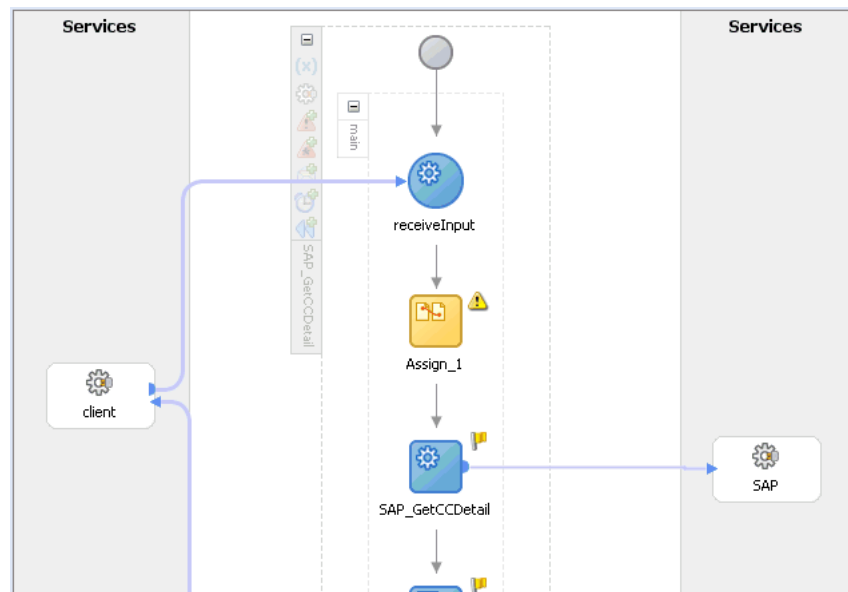 Services
Services
(x)
main
receiveInput
SAP_GetCCDetail
Assign_1
client
SAP_GetCCDetail
SAP